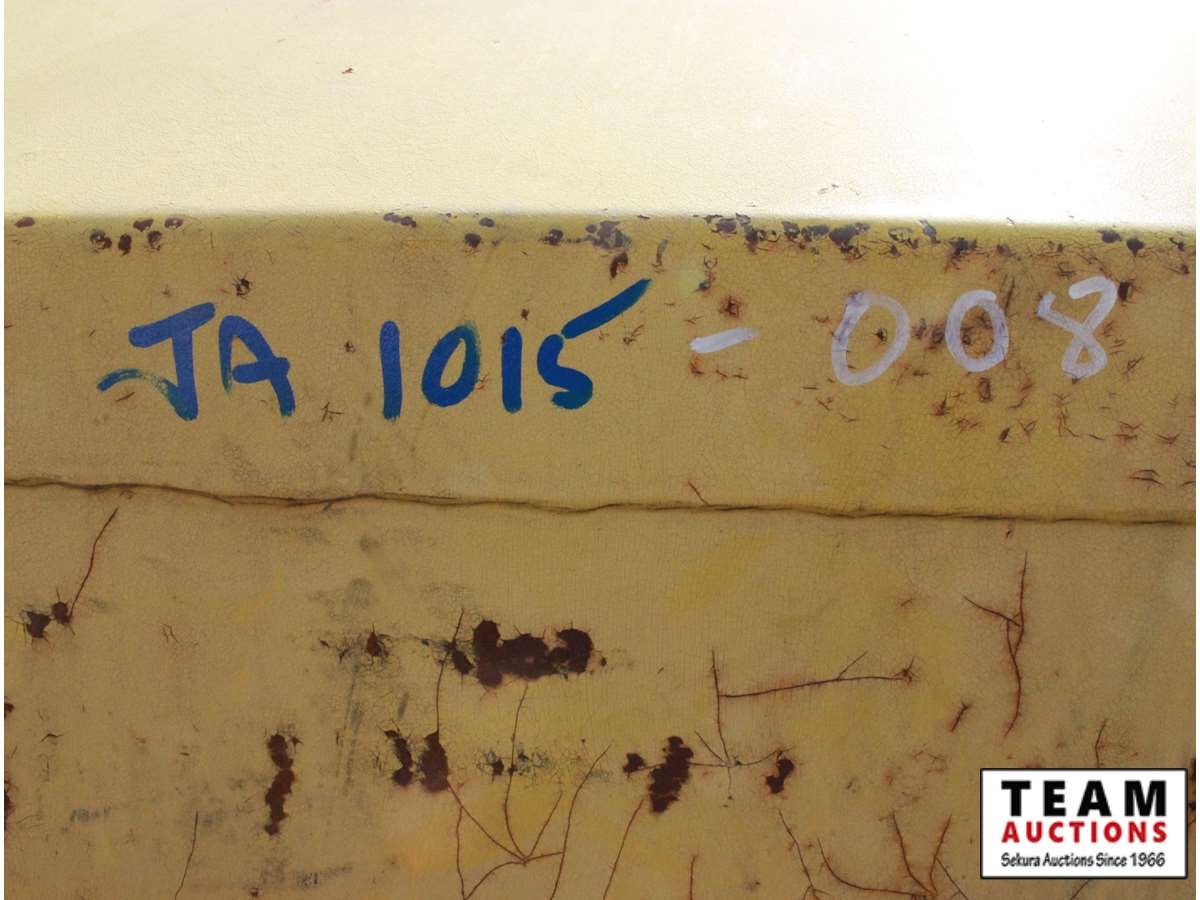 JA 1015 - 008
TEAM
AUCTIONS
Sekura Auctions Since 1966